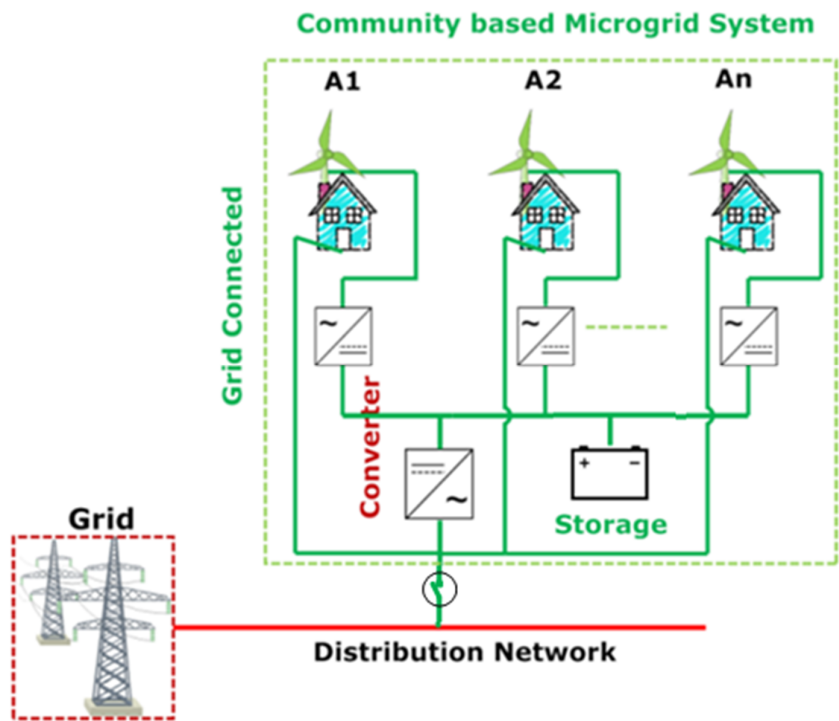 Community based Microgrid System
A1
A2
An
Grid Connected
~
~
~
Converter
~
+
-
Storage
Grid
Distribution Network